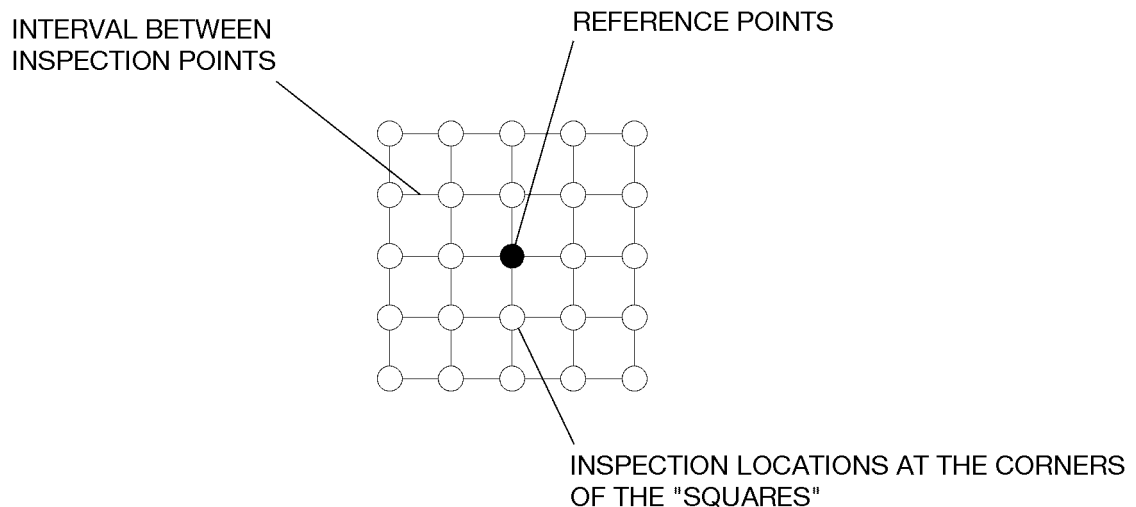 INTERVAL BETWEEN
INSPECTION POINTS
REFERENCE POINTS
INSPECTION LOCATIONS AT THE CORNERS
OF THE "SQUARES"